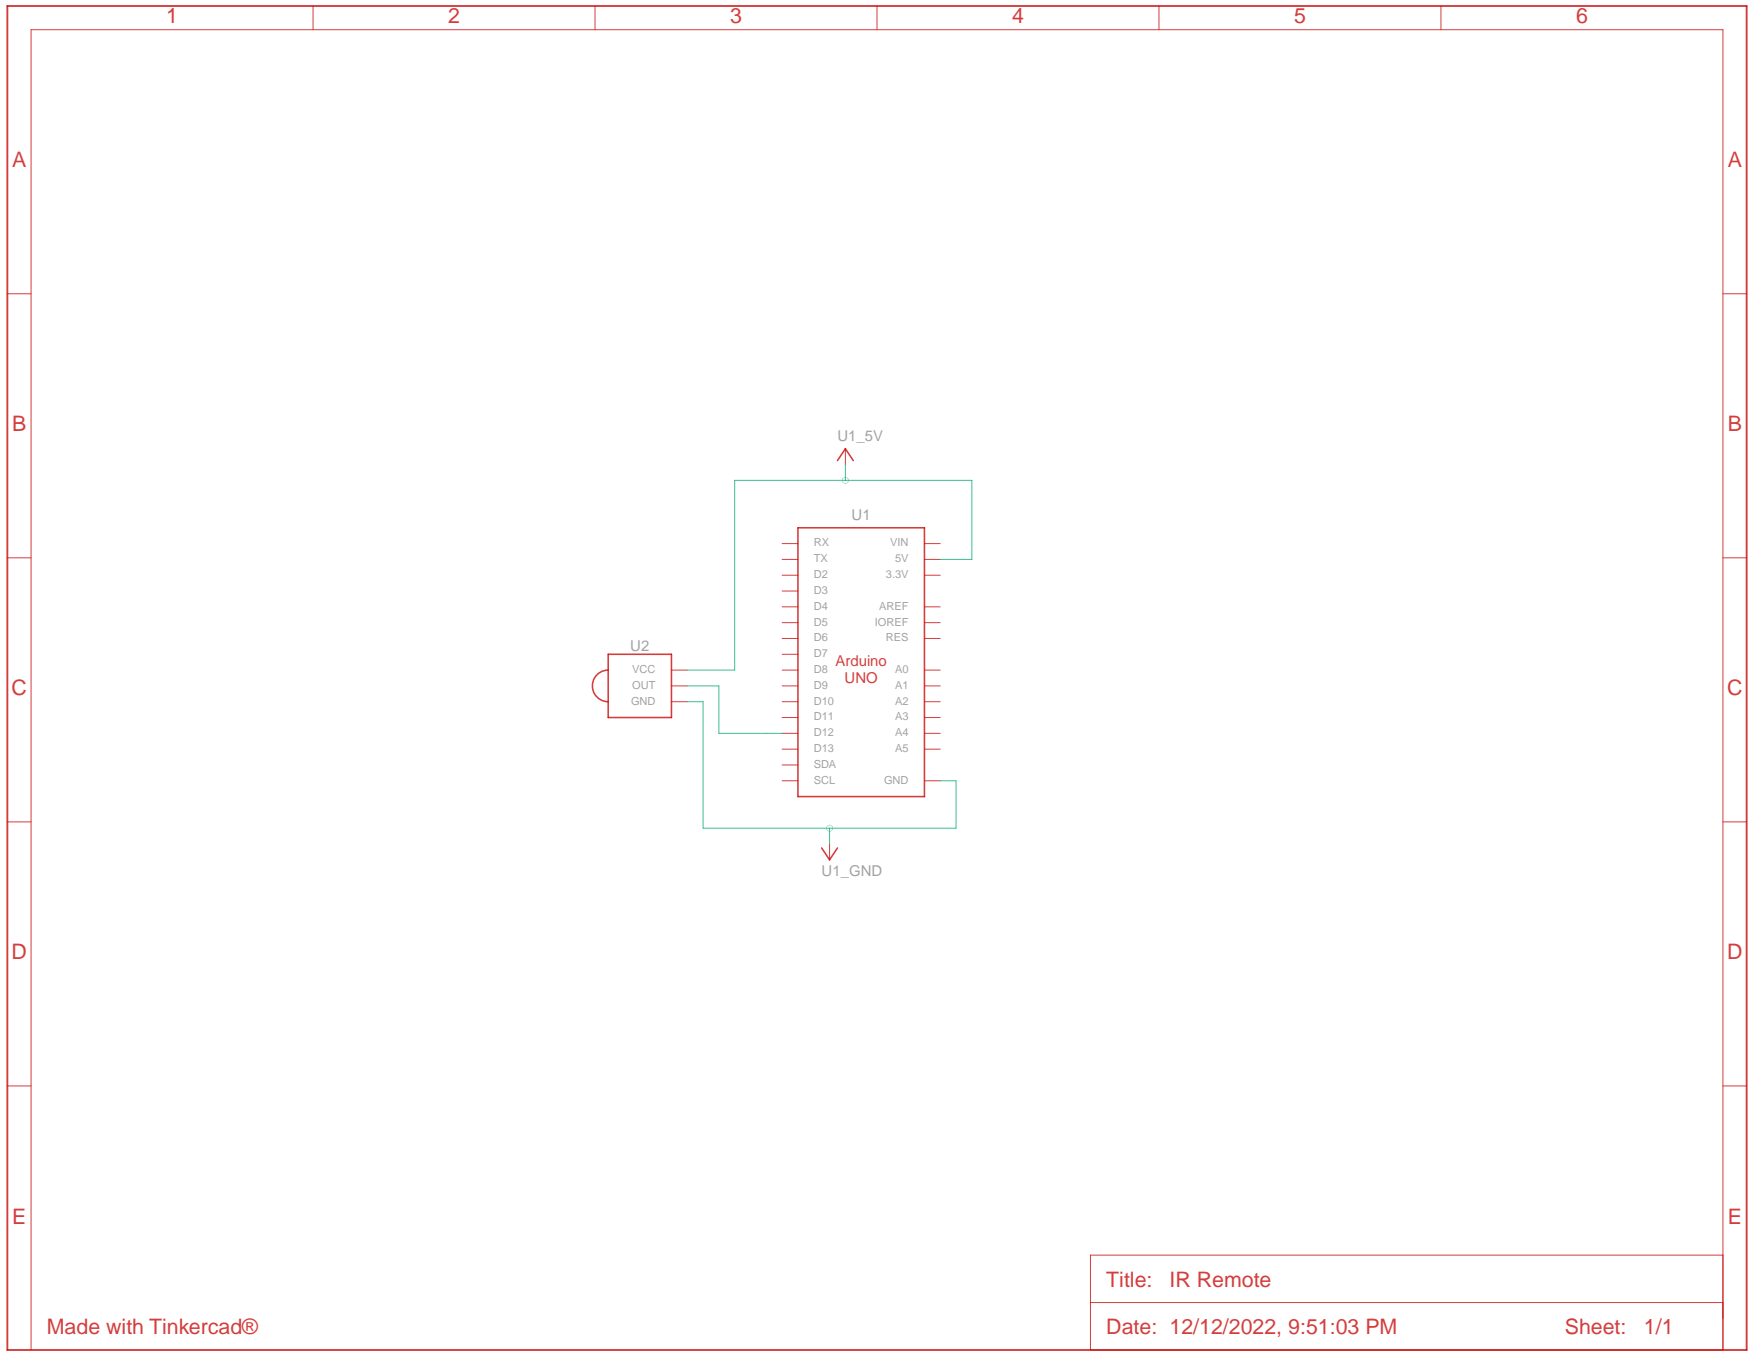 1 2 3 4 5 6
A A
B B
U1_5V
U1
RX VIN
TX 5V
D2 3.3V
D3
D4 AREF
D5 IOREF
D6 RES
D7
Arduino
UNO
D8 A0
D9 A1
D10 A2
D11 A3
D12 A4
D13 A5
SDA
SCL GND
U2
VCC
OUT
GND
C C
U1_GND
D D
E E
Title: IR Remote
Made with Tinkercad®
Date: 12/12/2022, 9:51:03 PM Sheet: 1/1